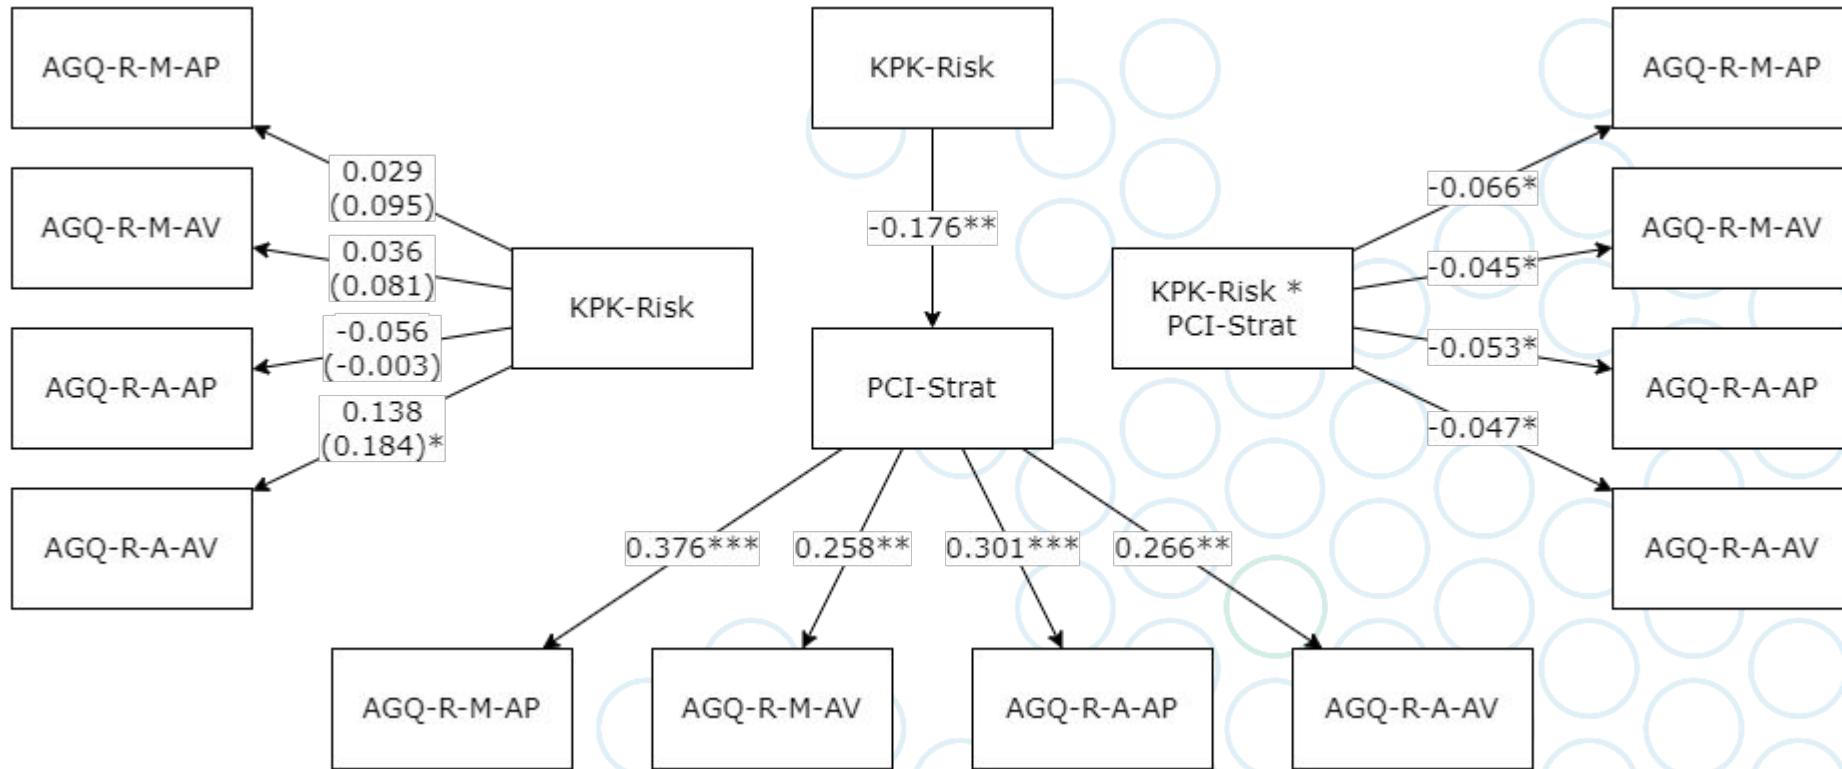 AGQ-R-M-AP
KPK-Risk
AGQ-R-M-AP
0.029
(0.095)
-0.066*
AGQ-R-M-AV
-0.176**
AGQ-R-M-AV
0.036
(0.081)
-0.045*
KPK-Risk
KPK-Risk *
PCI-Strat
-0.056
(-0.003)
-0.053*
AGQ-R-A-AP
PCI-Strat
AGQ-R-A-AP
0.138
(0.184)*
-0.047*
AGQ-R-A-AV
0.376***
0.258**
0.301***
0.266**
AGQ-R-A-AV
AGQ-R-M-AP
AGQ-R-M-AV
AGQ-R-A-AP
AGQ-R-A-AV